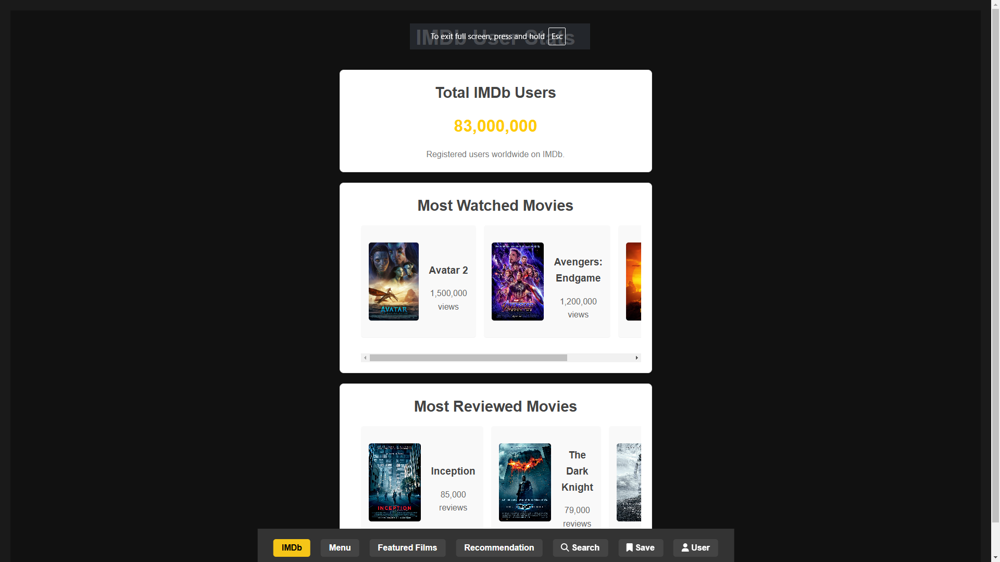 IMDb User Stats
To exit full screen, press and hold Esc
Total IMDb Users
83,000,000
Registered users worldwide on IMDb.
Most Watched Movies
AVATAR
Avatar 2
1,500,000
views
Avengers:
Endgame
1,200,000
views
Most Reviewed Movies
INCEPTION
Inception
85,000
reviews
The
Dark
Knight
79,000
reviews
IMDb
Menu
Featured Films
Recommendation
Search
Save
User